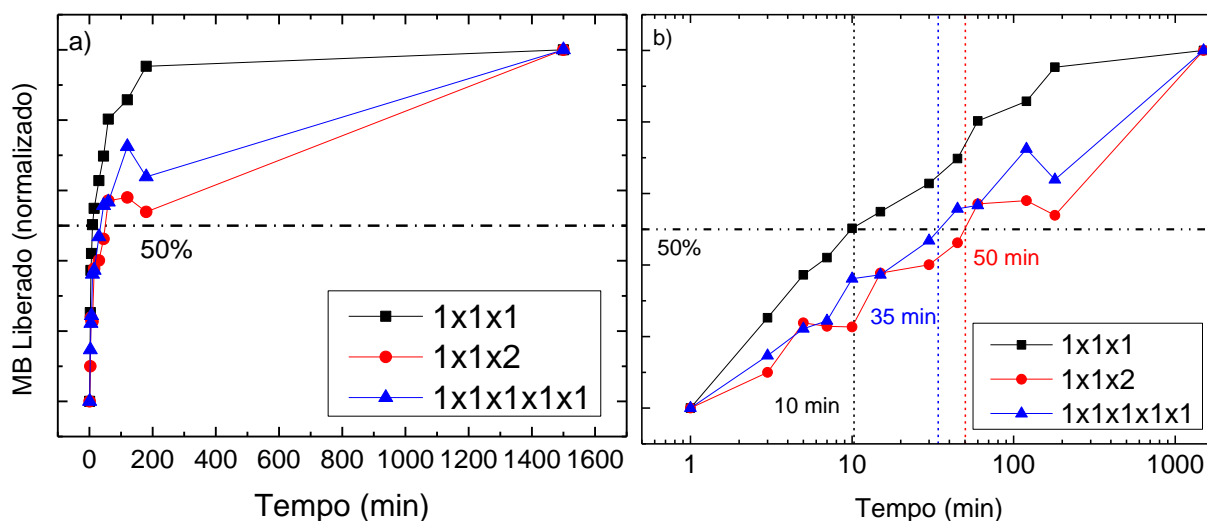 a)
MB Liberado (normalizado)
50%
1x1x1
1x1x2
1x1x1x1x1
0 200 400 600 800 1000 1200 1400 1600
Tempo (min)
b)
50%
50 min
35 min
10 min
1x1x1
1x1x2
1x1x1x1x1
1 10 100 1000
Tempo (min)